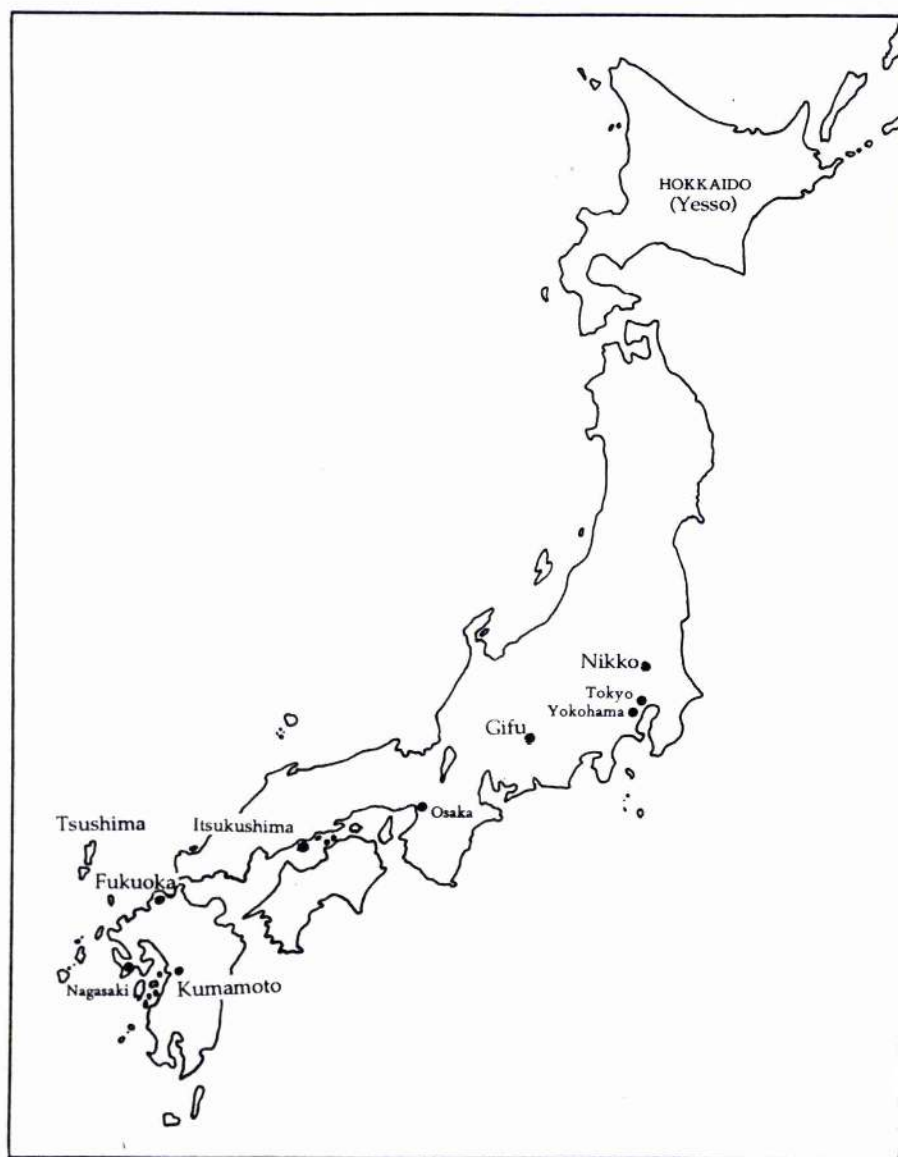 HOKKAIDO
(Yesso)
Nikko
Tokyo
Yokohama
Gifu
Osaka
Itsukushima
Tsushima
Fukuoka
Nagasaki
Kumamoto